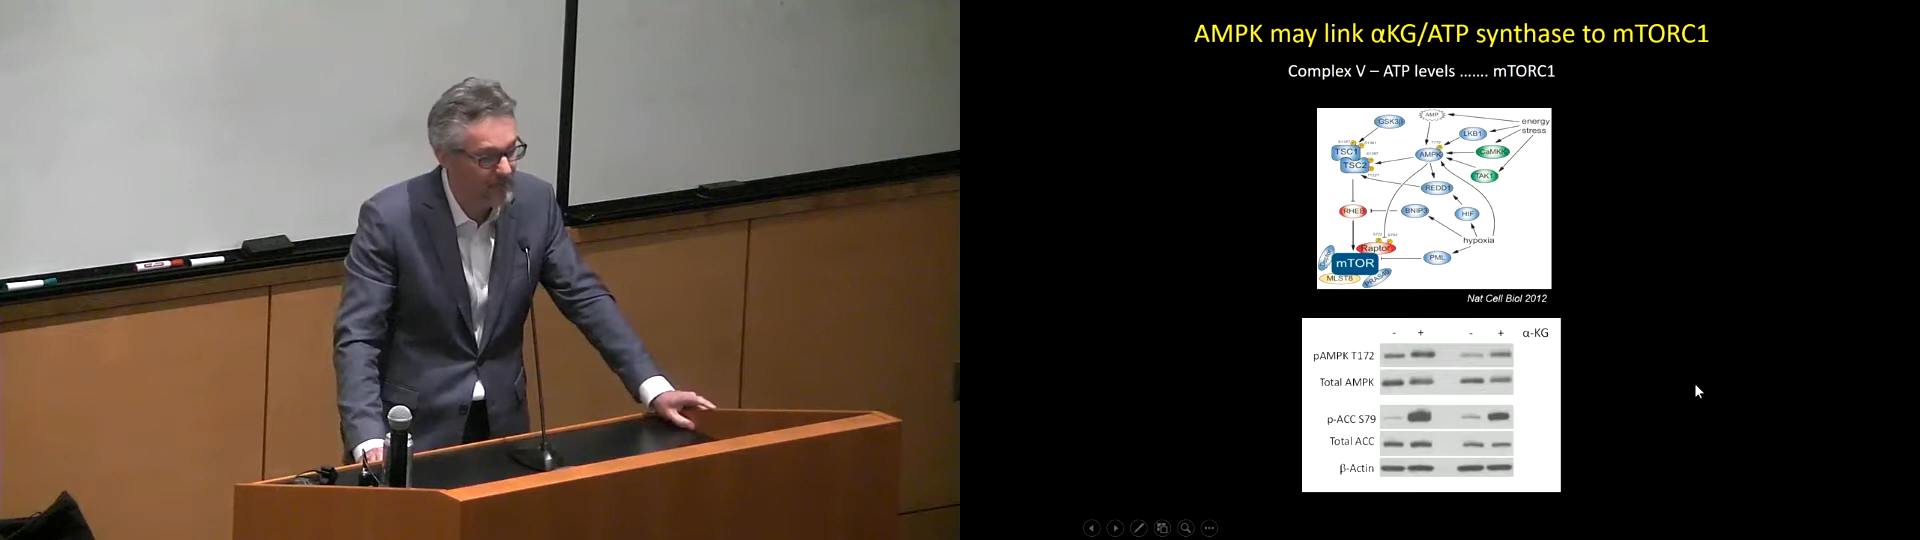 AMPK may link αKG/ATP synthase to mTORC1
Complex V – ATP levels ....... mTORC1
GSK3β
AMP
energy
stress
LKB1
TSC1
TSC2
AMPK
CaMKK
TAK1
REDD1
RHEB
BNIP3
HIF
hypoxia
Raptor
mTOR
PML
MLST8
PRAS40
Nat Cell Biol 2012
- + - + α-KG
pAMPK T172
Total AMPK
p-ACC S79
Total ACC
β-Actin